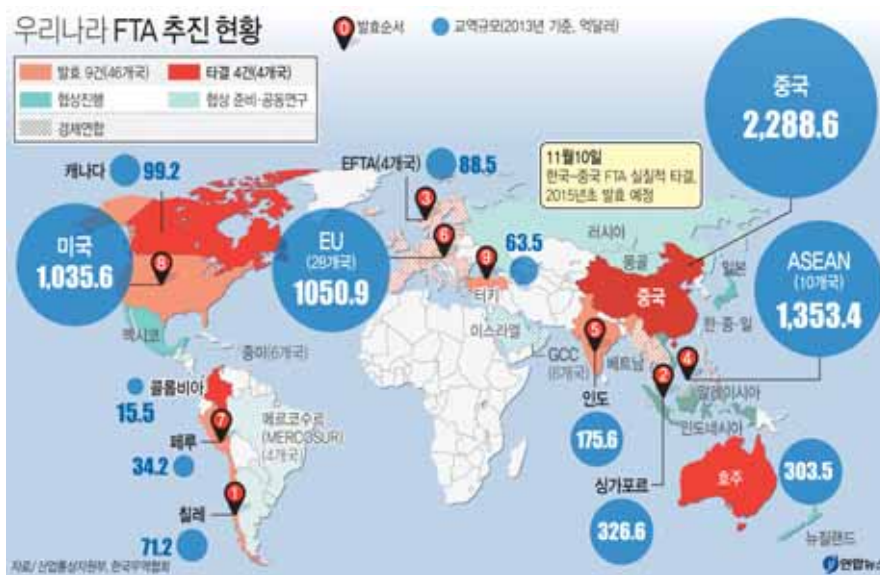 우리나라 FTA 추진 현황
0 발효순서
교역규모(2013년 기준, 억달러)
발효 9건(46개국)
타결 4건(4개국)
협상진행
협상 준비·공동연구
경제연합
중국
2,288.6
캐나다
99.2
EFTA(4개국)
88.5
11월10일
한국-중국 FTA 실질적 타결,
2015년초 발효 예정
미국
1,035.6
8
EU
(28개국)
1050.9
3
6
9
63.5
터키
러시아
몽골
일본
중국
한·중·일
ASEAN
(10개국)
1,353.4
멕시코
중미(6개국)
이스라엘
GCC
(6개국)
베트남
5
인도
175.6
2
4
말레이시아
인도네시아
싱가포르
326.6
콜롬비아
15.5
7
페루
34.2
메르코수르
(MERCOSUR)
(4개국)
1
칠레
71.2
호주
303.5
뉴질랜드
자료/ 산업통상자원부, 한국무역협회
연합뉴스